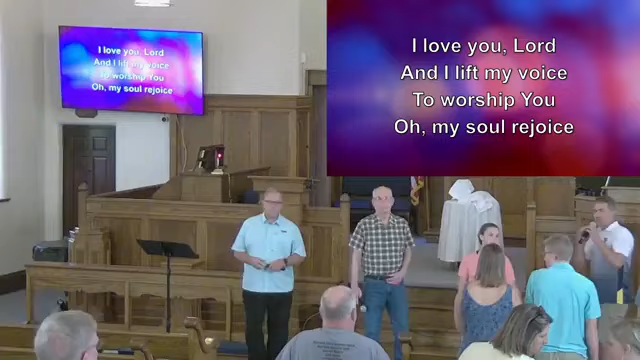 I love you, Lord
And I lift my voice
To worship You
Oh, my soul rejoice
I love you, Lord
And I lift my voice
To worship You
Oh, my soul rejoice